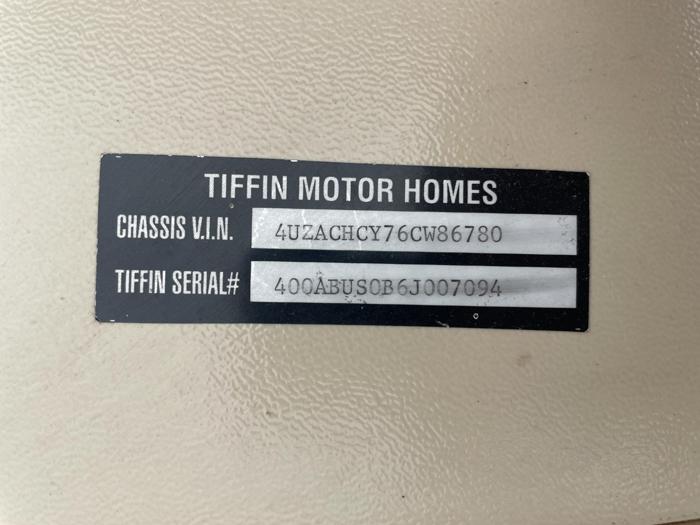 TIFFIN MOTOR HOMES
CHASSIS V.I.N. 4UZACHCY76CW86780
TIFFIN SERIAL# 400ABUS0B6J007094